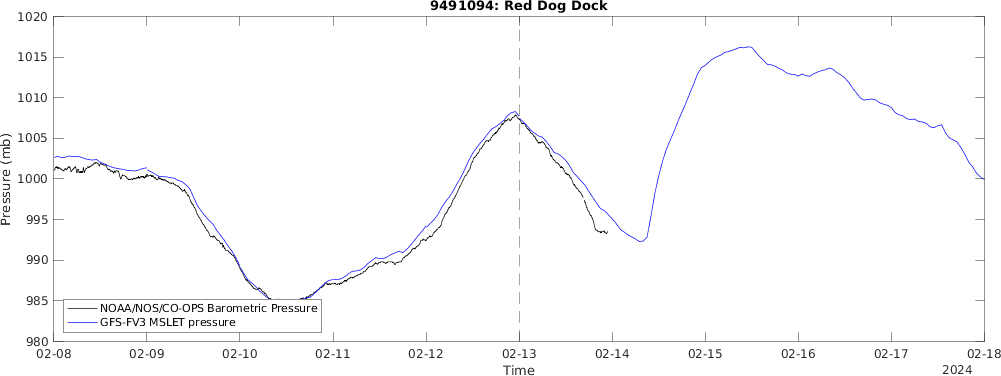 9491094: Red Dog Dock
Pressure (mb)
1020
1015
1010
1005
1000
995
990
985
980
NOAA/NOS/CO-OPS Barometric Pressure
GFS-FV3 MSLET pressure
02-08 02-09 02-10 02-11 02-12 02-13 02-14 02-15 02-16 02-17 02-18
Time
2024